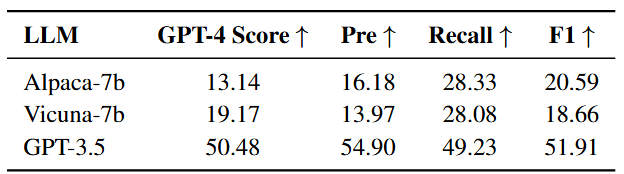 LLM GPT-4 Score ↑ Pre ↑ Recall ↑ F1 ↑
Alpaca-7b 13.14 16.18 28.33 20.59
Vicuna-7b 19.17 13.97 28.08 18.66
GPT-3.5 50.48 54.90 49.23 51.91